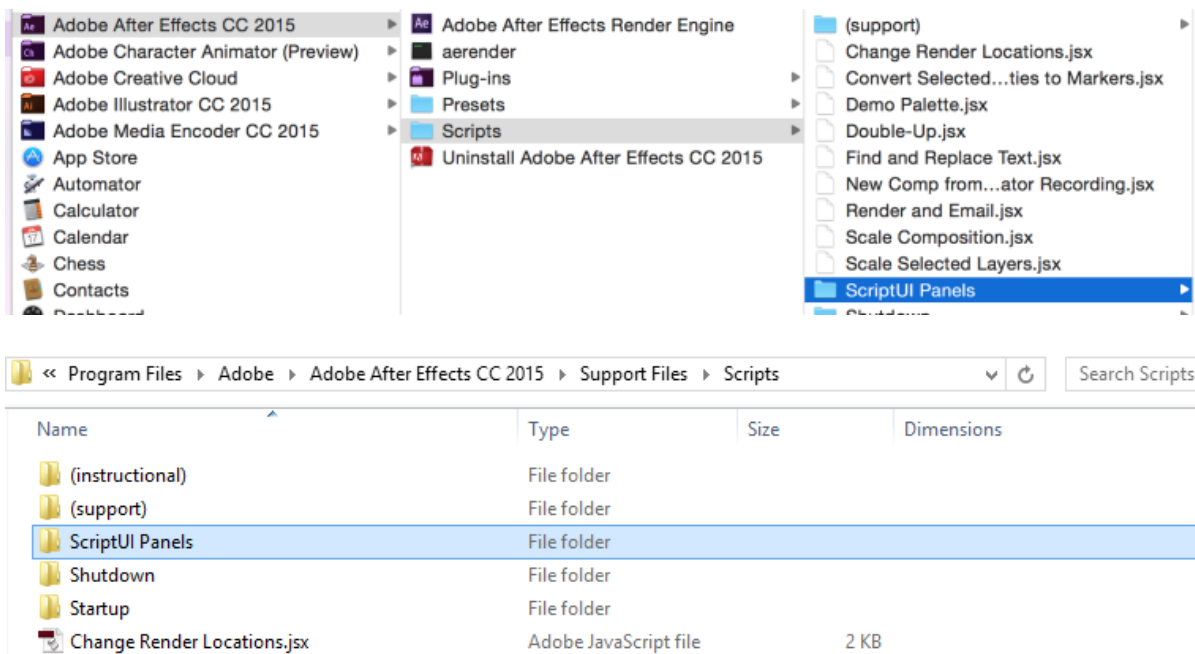 Adobe After Effects CC 2015
Adobe Character Animator (Preview)
Adobe Creative Cloud
Adobe Illustrator CC 2015
Adobe Media Encoder CC 2015
App Store
Automator
Calculator
Calendar
Chess
Contacts
Dashboard
Adobe After Effects Render Engine
aerender
Plug-ins
Presets
Scripts
Uninstall Adobe After Effects CC 2015
(support)
Change Render Locations.jsx
Convert Selected...ties to Markers.jsx
Demo Palette.jsx
Double-Up.jsx
Find and Replace Text.jsx
New Comp from...ator Recording.jsx
Render and Email.jsx
Scale Composition.jsx
Scale Selected Layers.jsx
ScriptUI Panels
Shutdown
« Program Files Adobe Adobe After Effects CC 2015 Support Files Scripts Search Scripts
Name Type Size Dimensions
(instructional) File folder
(support) File folder
ScriptUI Panels File folder
Shutdown File folder
Startup File folder
Change Render Locations.jsx Adobe JavaScript file 2 KB